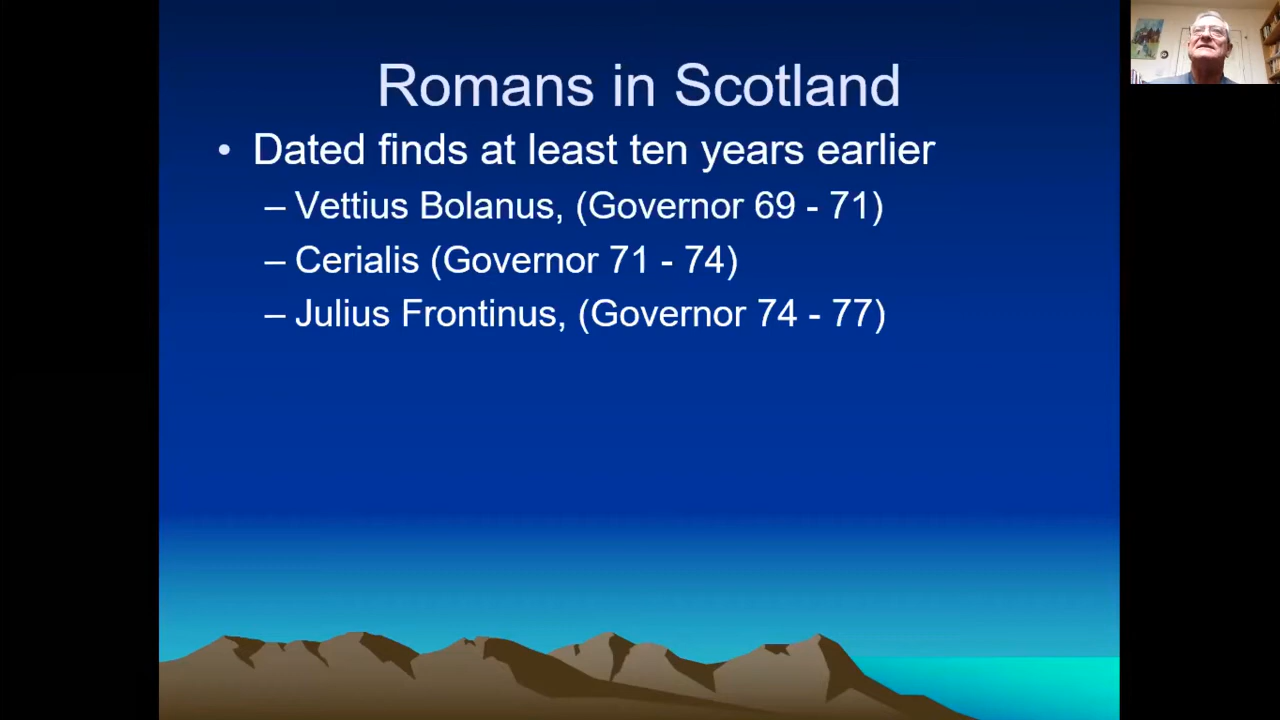 Romans in Scotland
• Dated finds at least ten years earlier
– Vettius Bolanus, (Governor 69 - 71)
– Cerialis (Governor 71 - 74)
– Julius Frontinus, (Governor 74 - 77)